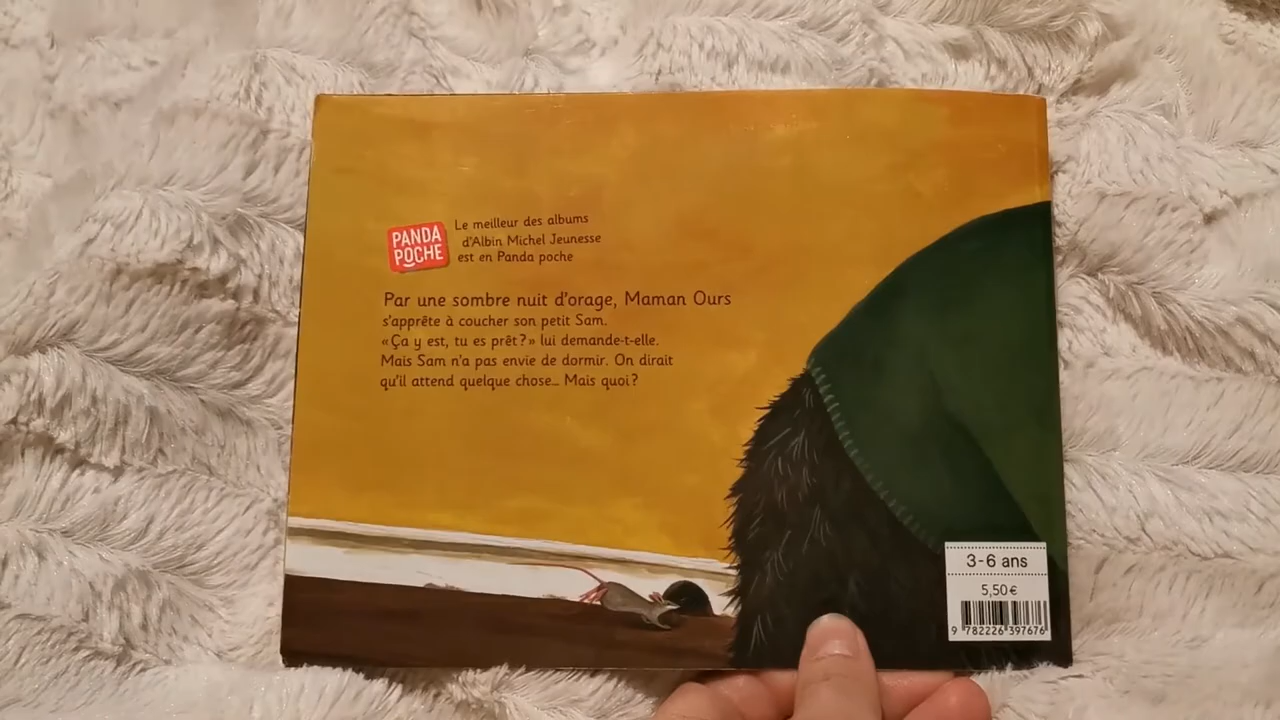 PANDA
POCHE
Le meilleur des albums
d'Albin Michel Jeunesse
est en Panda poche
Par une sombre nuit d'orage, Maman Ours
s'apprête à coucher son petit Sam.
« Ça y est, tu es prêt ? » lui demande-t-elle.
Mais Sam n'a pas envie de dormir. On dirait
qu'il attend quelque chose... Mais quoi ?
3-6 ans
5,50 €
9 782226 397676